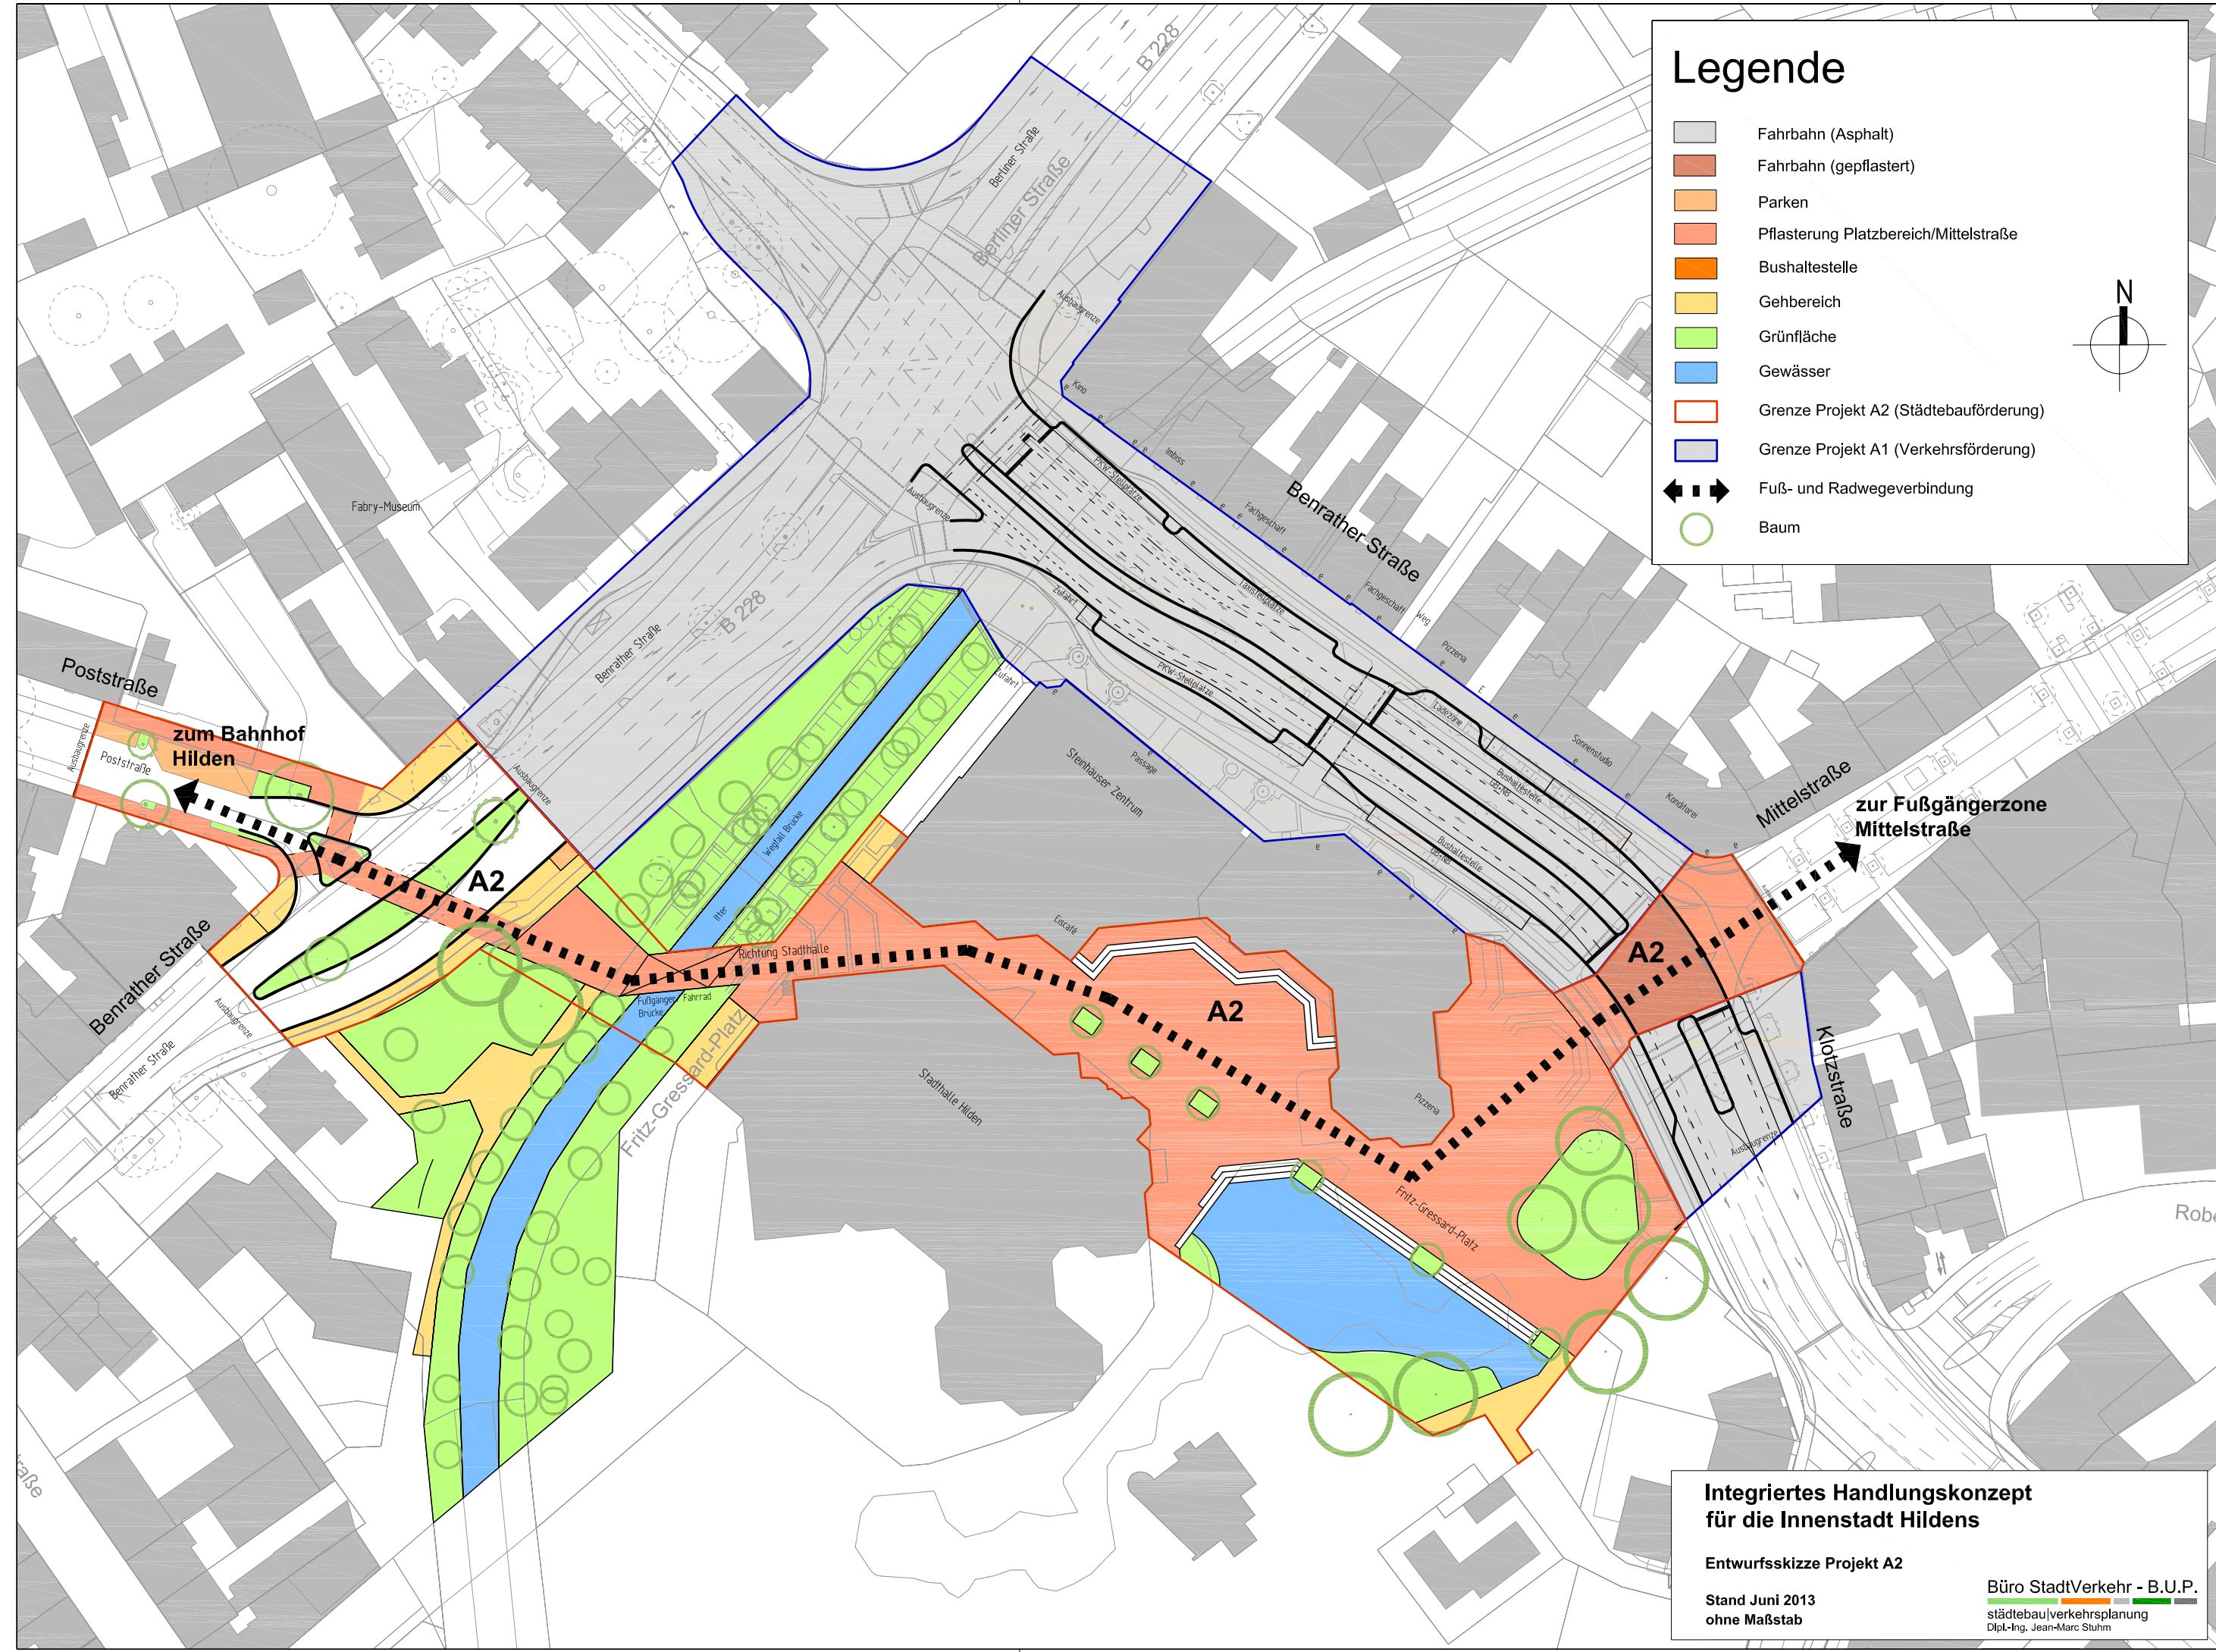 Legende
Fahrbahn (Asphalt)
Fahrbahn (gepflastert)
Parken
Pflasterung Platzbereich/Mittelstraße
Bushaltestelle
Gehbereich
Grünfläche
Gewässer
Grenze Projekt A2 (Städtebauförderung)
Grenze Projekt A1 (Verkehrsförderung)
Fuß- und Radwegeverbindung
Baum
N
B 228
Berliner Straße
Berliner Straße
Ausbaugrenze
Kino
Imbiss
PKW-Stellplätze
Fachgeschäft
Benrather Straße
Fabry-Museum
Ausbaugrenze
Taxistellplätze
Fachgeschäft
Weg
Pizzeria
Zufahrt
B 228
Benrather Straße
Zufahrt
PKW-Stellplätze
Ladezone
Sonnenstudio
Poststraße
Ausbaugrenze
Poststraße
zum Bahnhof
Hilden
Ausbaugrenze
Steinhäuser Zentrum
Passage
Bushaltestelle
Bushaltestelle
Konditorei
Mittelstraße
zur Fußgängerzone
Mittelstraße
Wegfall Brücke
Itter
A2
Richtung Stadthalle
Eiscafé
A2
A2
Benrather Straße
Ausbaugrenze
Benrather Straße
Fußgänger/ Fahrrad
Brücke
Fritz-Gressard-Platz
Stadthalle Hilden
Pizzeria
Klotzstraße
Ausbaugrenze
Fritz-Gressard-Platz
Robe
raße
Integriertes Handlungskonzept
für die Innenstadt Hildens
Entwurfsskizze Projekt A2
Stand Juni 2013
ohne Maßstab
Büro StadtVerkehr - B.U.P.
städtebau|verkehrsplanung
Dipl.-Ing. Jean-Marc Stuhm